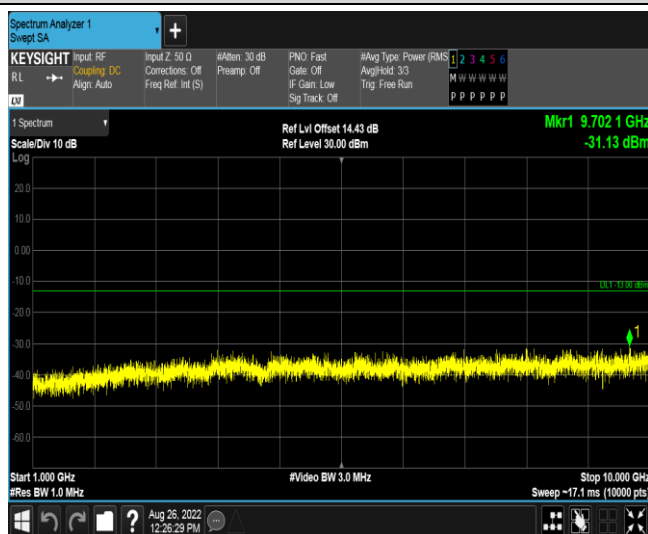 Spectrum Analyzer 1
Swept SA
+
KEYSIGHT
RL
LXI
Input: RF
Coupling: DC
Align: Auto
Input Z: 50 Ω
Corrections: Off
Freq Ref: Int (S)
#Atten: 30 dB
Preamp: Off
PNO: Fast
Gate: Off
IF Gain: Low
Sig Track: Off
#Avg Type: Power (RMS
Avg|Hold: 3/3
Trig: Free Run
1 2 3 4 5 6
M W W W W W
P P P P P P
1 Spectrum
Scale/Div 10 dB
Log
Ref Lvl Offset 14.43 dB
Ref Level 30.00 dBm
Mkr1 9.702 1 GHz
-31.13 dBm
20.0
10.0
0.00
-10.0
DL1 -13.00 dBm
-20.0
-30.0
1
-40.0
-50.0
-60.0
Start 1.000 GHz
#Video BW 3.0 MHz
Stop 10.000 GHz
#Res BW 1.0 MHz
Sweep ~17.1 ms (10000 pts)
?
Aug 26, 2022
12:26:29 PM